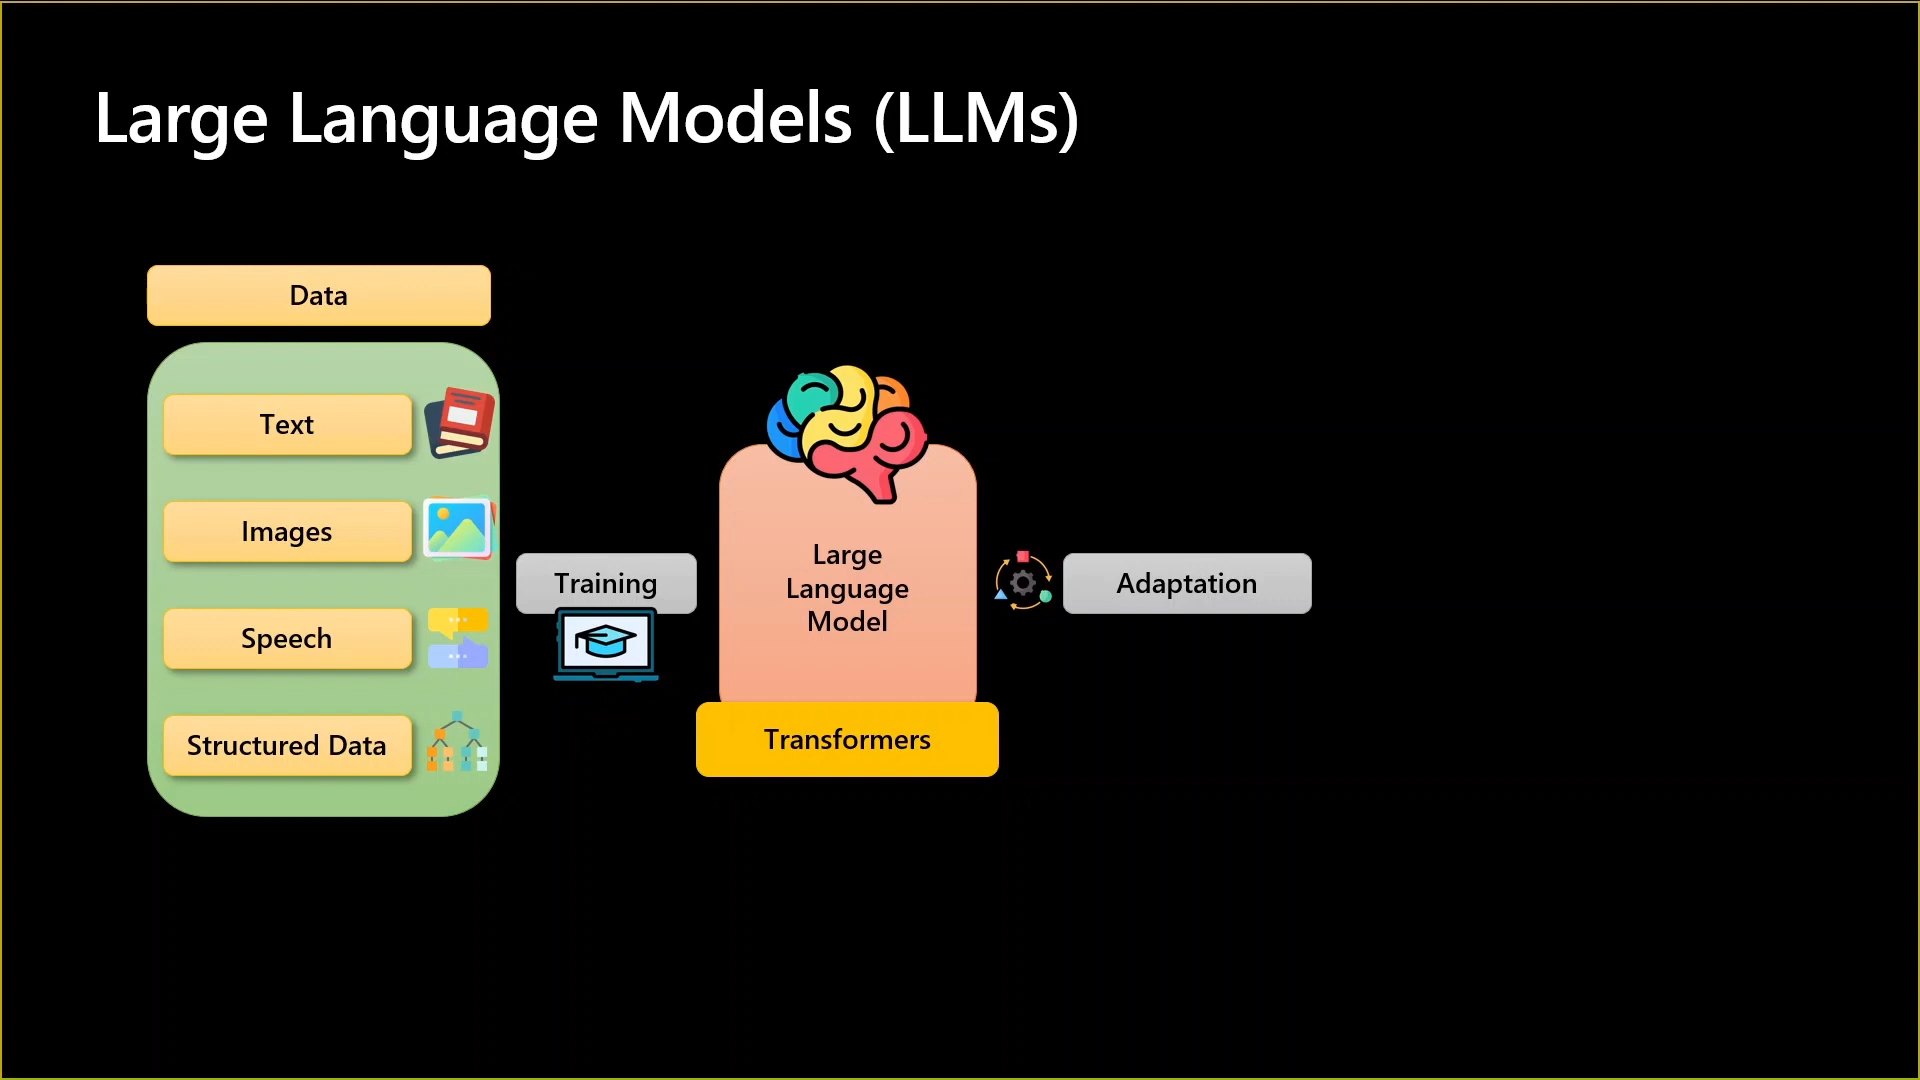 Large Language Models (LLMs)
Data
Text
Images
Speech
Structured Data
Training
Large
Language
Model
Transformers
Adaptation